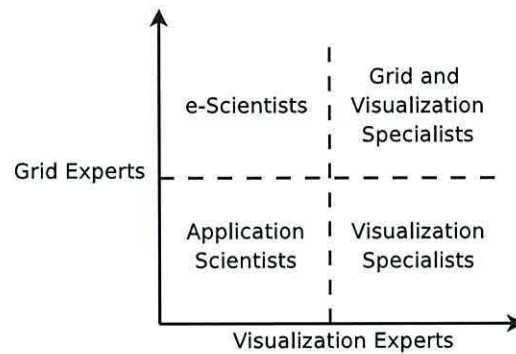 e-Scientists
Grid and
Visualization
Specialists
Grid Experts
Application
Scientists
Visualization
Specialists
Visualization Experts